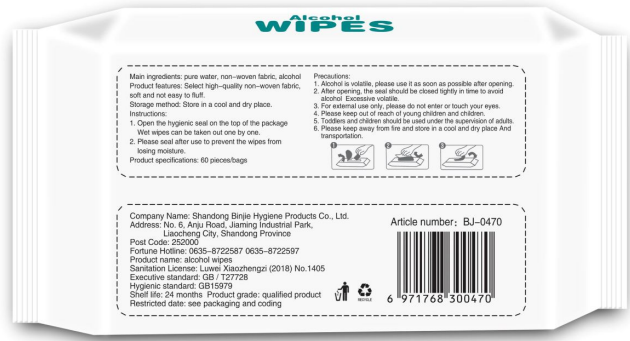 Alcohol
WIPES
Main ingredients: pure water, non-woven fabric, alcohol
Product features: Select high-quality non-woven fabric,
soft and not easy to fluff.
Storage method: Store in a cool and dry place.
Instructions:
1. Open the hygienic seal on the top of the package
Wet wipes can be taken out one by one.
2. Please seal after use to prevent the wipes from
losing moisture.
Product specifications: 60 pieces/bags
Precautions:
1. Alcohol is volatile, please use it as soon as possible after opening.
2. After opening, the seal should be closed tightly in time to avoid
alcohol Excessive volatile.
3. For external use only, please do not enter or touch your eyes.
4. Please keep out of reach of young children and children.
5. Toddlers and children should be used under the supervision of adults.
6. Please keep away from fire and store in a cool and dry place And
transportation.
1 2 3
Company Name: Shandong Binjie Hygiene Products Co., Ltd.
Address: No. 6, Anju Road, Jiaming Industrial Park,
Liaocheng City, Shandong Province
Post Code: 252000
Fortune Hotline: 0635-8722587 0635-8722597
Product name: alcohol wipes
Sanitation License: Luwei Xiaozhengzi (2018) No.1405
Executive standard: GB / T27728
Hygienic standard: GB15979
Shelf life: 24 months Product grade: qualified product
Restricted date: see packaging and coding
RECYCLE
Article number: BJ-0470
6 971768 300470